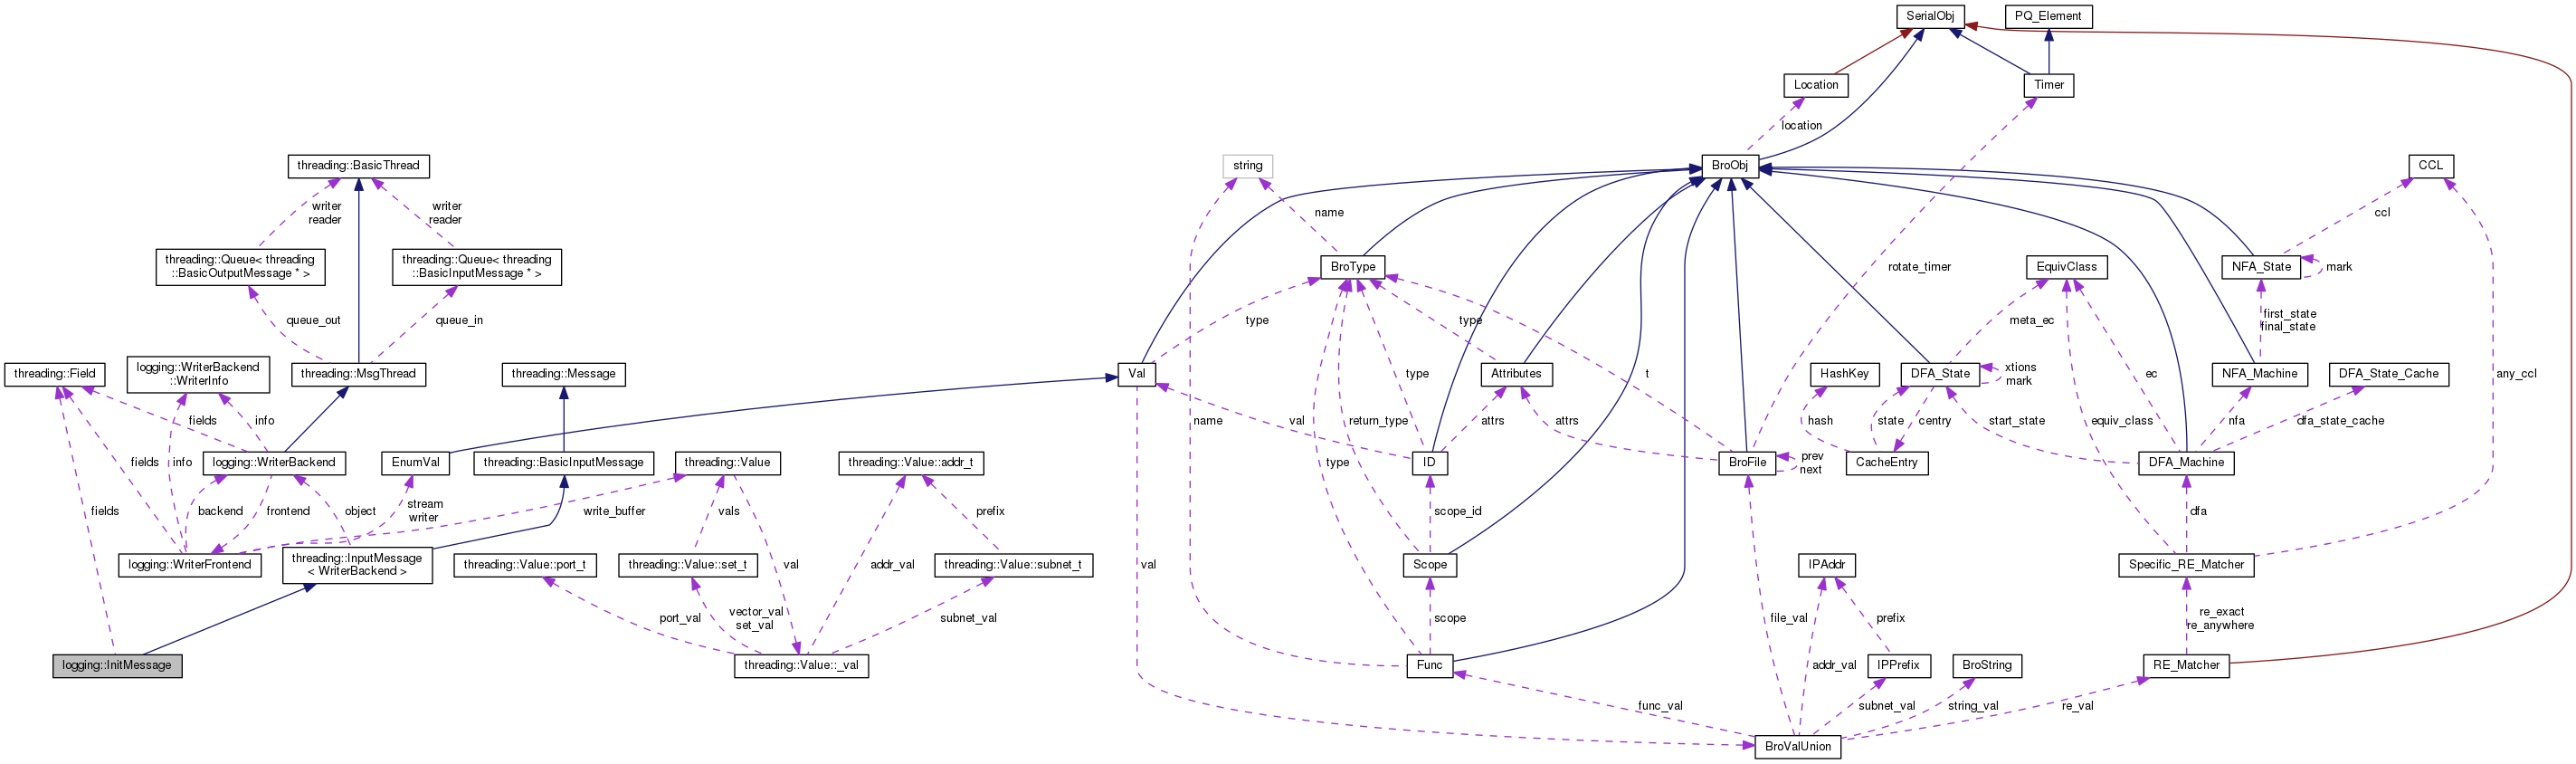 SerialObj
PQ_Element
Location
Timer
location
threading::BasicThread
string
BroObj
CCL
writer
reader
writer
reader
name
ccl
threading::Queue< threading
::BasicOutputMessage * >
threading::Queue< threading
::BasicInputMessage * >
BroType
rotate_timer
EquivClass
NFA_State
mark
queue_out
queue_in
type
type
meta_ec
first_state
final_state
threading::Field
logging::WriterBackend
::WriterInfo
threading::MsgThread
threading::Message
Val
type
Attributes
t
HashKey
DFA_State
xtions
mark
ec
NFA_Machine
DFA_State_Cache
any_ccl
fields
info
val
name
return_type
attrs
attrs
hash
state
centry
start_state
equiv_class
nfa
dfa_state_cache
fields
info
logging::WriterBackend
EnumVal
threading::BasicInputMessage
threading::Value
threading::Value::addr_t
type
ID
BroFile
prev
next
CacheEntry
DFA_Machine
fields
backend
frontend
object
stream
writer
write_buffer
vals
prefix
scope_id
dfa
logging::WriterFrontend
threading::InputMessage
< WriterBackend >
threading::Value::port_t
threading::Value::set_t
val
addr_val
threading::Value::subnet_t
val
Scope
IPAddr
Specific_RE_Matcher
port_val
vector_val
set_val
subnet_val
scope
file_val
prefix
re_exact
re_anywhere
logging::InitMessage
threading::Value::_val
Func
addr_val
IPPrefix
BroString
RE_Matcher
func_val
subnet_val
string_val
re_val
BroValUnion